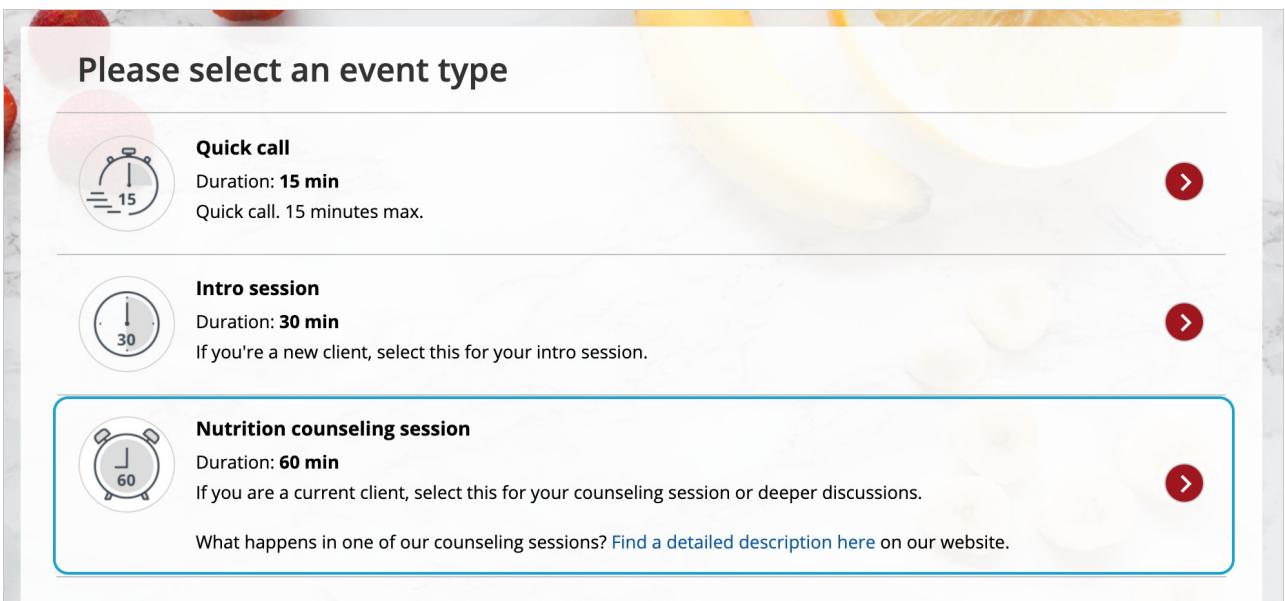 Please select an event type
Quick call
Duration: 15 min
Quick call. 15 minutes max.
15
Intro session
Duration: 30 min
If you're a new client, select this for your intro session.
30
Nutrition counseling session
Duration: 60 min
If you are a current client, select this for your counseling session or deeper discussions.
60
What happens in one of our counseling sessions? Find a detailed description here on our website.